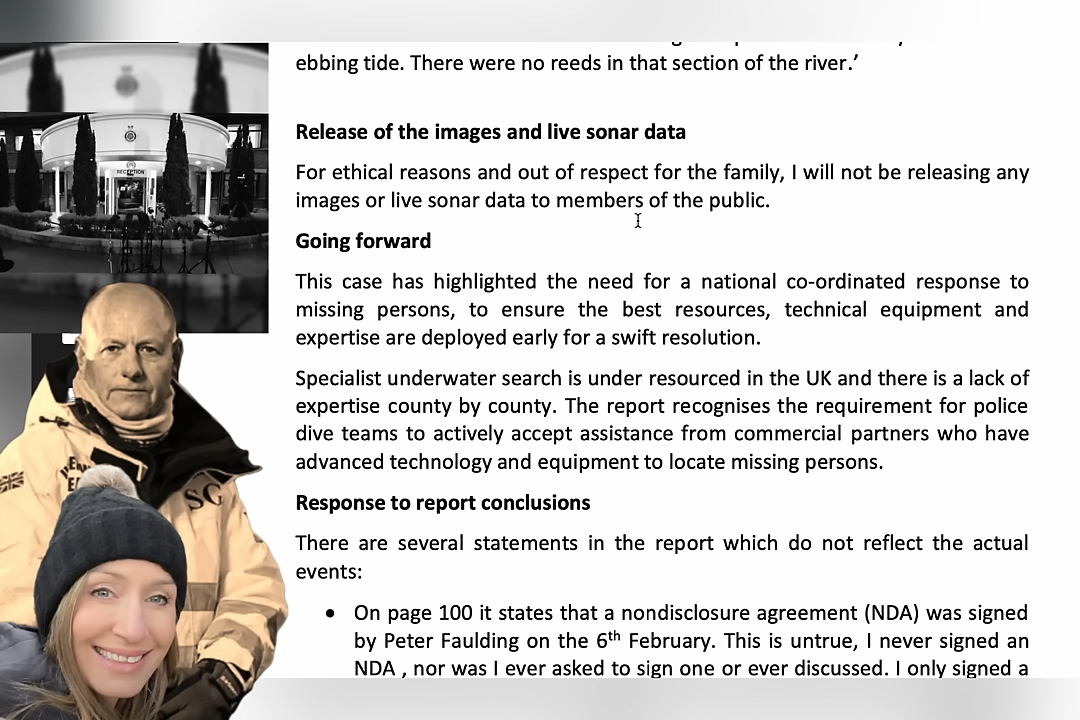 ebbing tide. There were no reeds in that section of the river.’
Release of the images and live sonar data
For ethical reasons and out of respect for the family, I will not be releasing any
images or live sonar data to members of the public.
Going forward
This case has highlighted the need for a national co-ordinated response to
missing persons, to ensure the best resources, technical equipment and
expertise are deployed early for a swift resolution.
Specialist underwater search is under resourced in the UK and there is a lack of
expertise county by county. The report recognises the requirement for police
dive teams to actively accept assistance from commercial partners who have
advanced technology and equipment to locate missing persons.
Response to report conclusions
There are several statements in the report which do not reflect the actual
events:
• On page 100 it states that a nondisclosure agreement (NDA) was signed
by Peter Faulding on the 6th February. This is untrue, I never signed an
NDA , nor was I ever asked to sign one or ever discussed. I only signed a
RECEPTION
SG